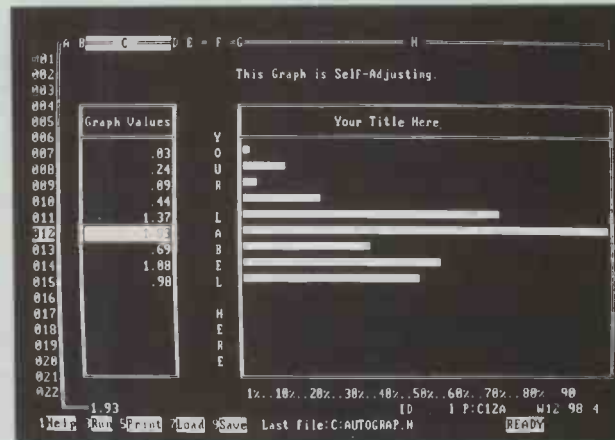 A B C D E F G H
001
002 This Graph is Self-Adjusting.
003
004
005 Graph Values Your Title Here
006 Y
007 .03 O
008 .24 U
009 .09 R
010 .44
011 1.37 L
012 A
013 .69 B
014 1.08 E
015 .98 L
016
017 H
018 E
019 R
020 E
021
022
1%..10%..20%..30%..40%..50%..60%..70%..80% 90
1.93 1 P:C12A W12 98 4
1Help 3Run 5Print 7Load 9Save Last File:C:AUTOGRAP.H READY